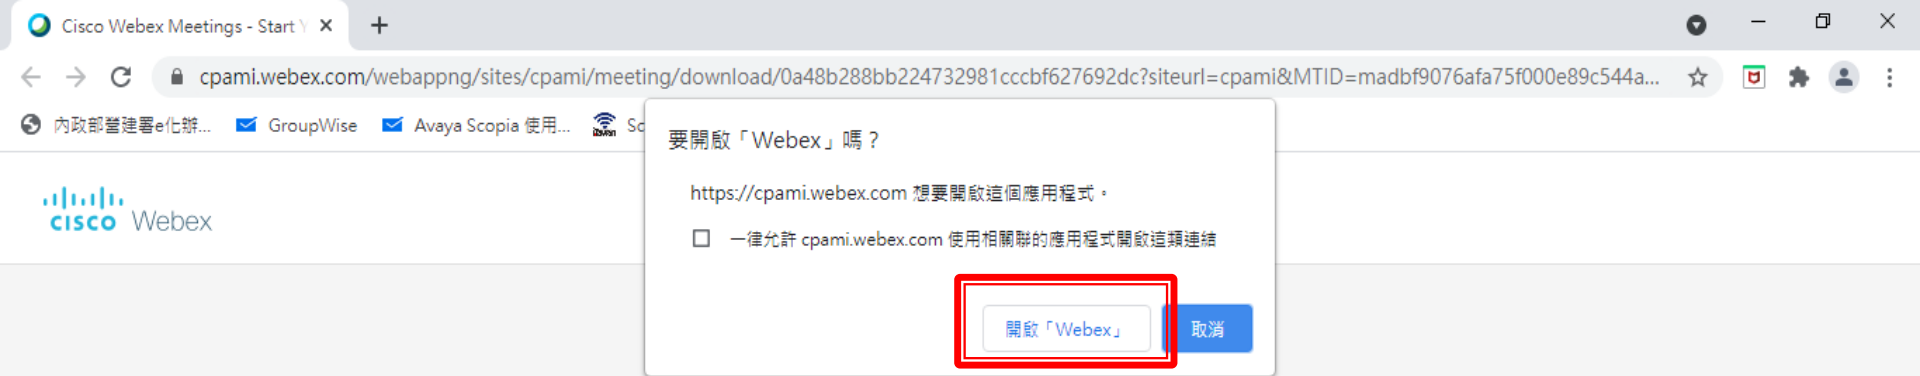 Cisco Webex Meetings - Start
cpami.webex.com/webappng/sites/cpami/meeting/download/0a48b288bb224732981cccbf627692dc?siteurl=cpami&MTID=madbf9076afa75f000e89c544a...
內政部營建署e化辦...
GroupWise
Avaya Scopia 使用...
Sc
要開啟「Webex」嗎？
https://cpami.webex.com 想要開啟這個應用程式。
一律允許 cpami.webex.com 使用相關聯的應用程式開啟這類連結
開啟「Webex」
取消
CISCO Webex